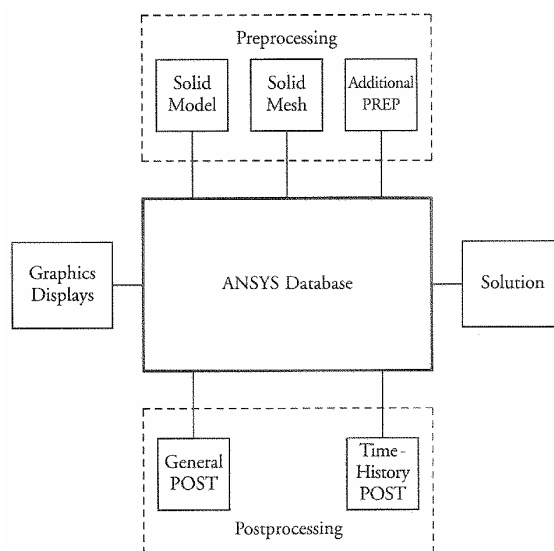 Preprocessing
Solid
Model
Solid
Mesh
Additional
PREP
Graphics
Displays
ANSYS Database
Solution
General
POST
Time-
History
POST
Postprocessing